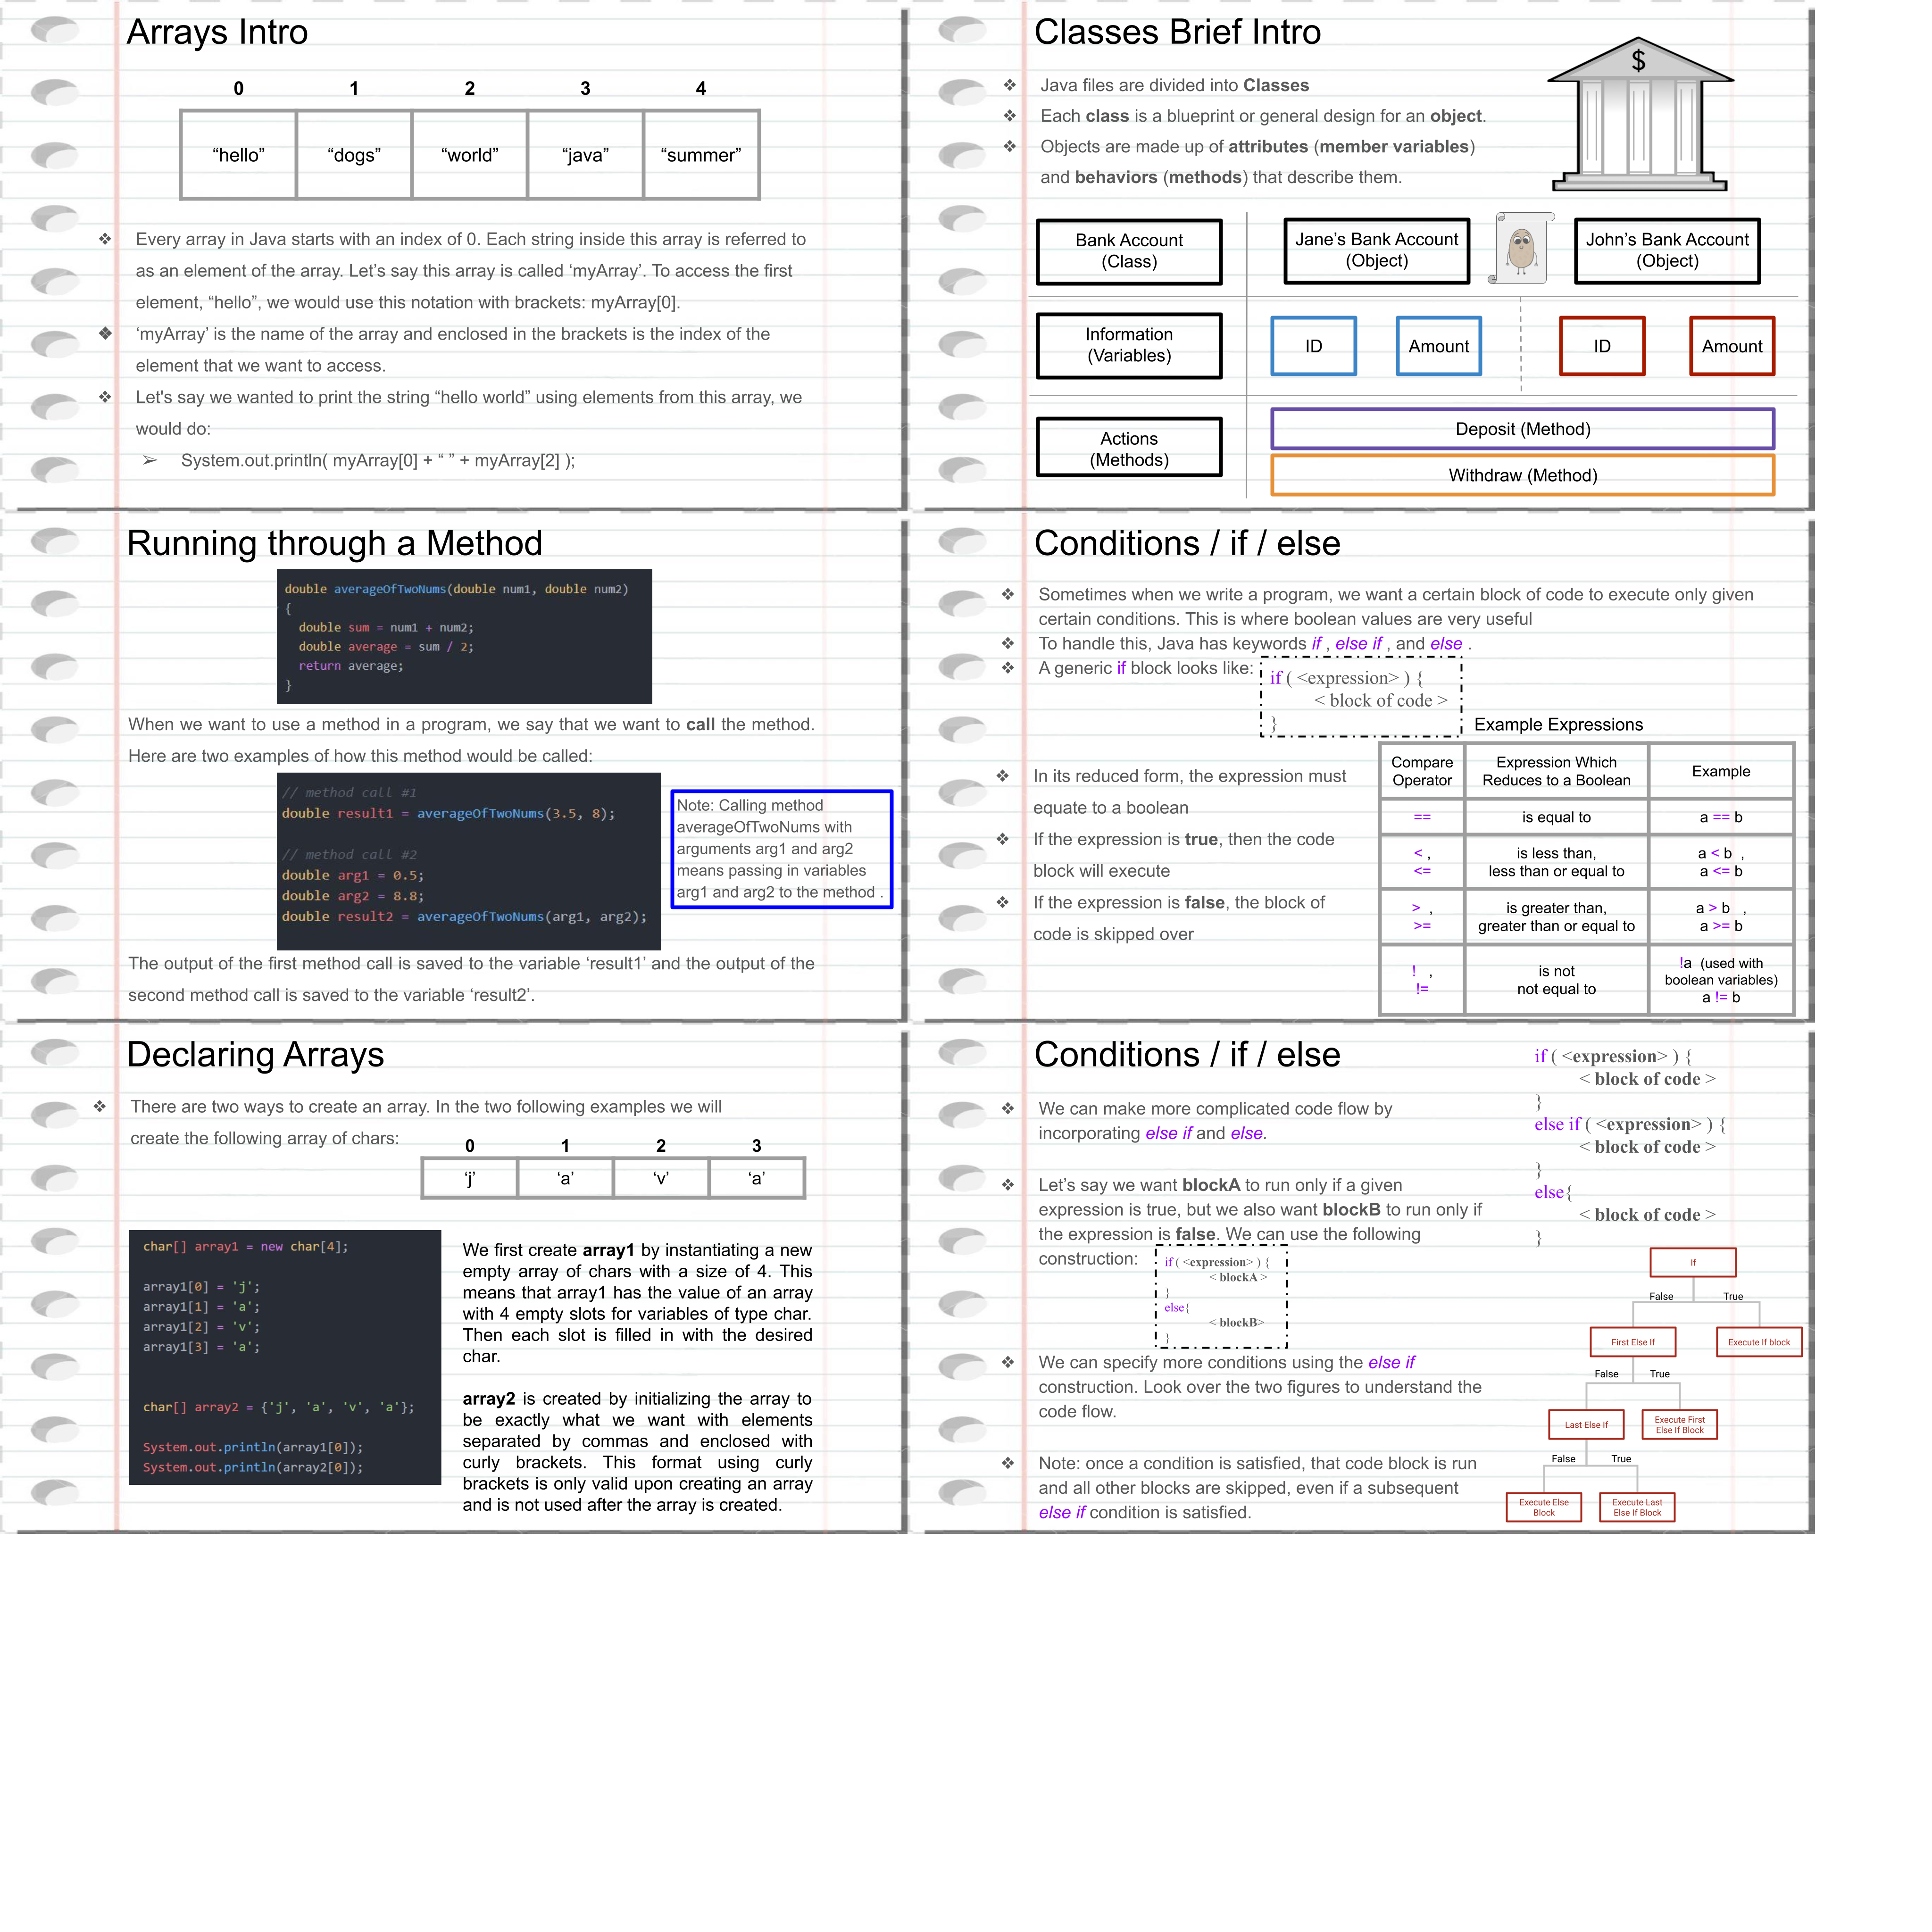 Arrays Intro
0 1 2 3 4
“hello” “dogs” “world” “java” “summer”
❖ Every array in Java starts with an index of 0. Each string inside this array is referred to
as an element of the array. Let’s say this array is called ‘myArray’. To access the first
element, “hello”, we would use this notation with brackets: myArray[0].
❖ ‘myArray’ is the name of the array and enclosed in the brackets is the index of the
element that we want to access.
❖ Let's say we wanted to print the string “hello world” using elements from this array, we
would do:
➢ System.out.println( myArray[0] + “ ” + myArray[2] );
Classes Brief Intro
$
❖ Java files are divided into Classes
❖ Each class is a blueprint or general design for an object.
❖ Objects are made up of attributes (member variables)
and behaviors (methods) that describe them.
Bank Account
(Class)
Jane’s Bank Account
(Object)
John’s Bank Account
(Object)
Information
(Variables)
ID Amount ID Amount
Actions
(Methods)
Deposit (Method)
Withdraw (Method)
Running through a Method
double averageOfTwoNums(double num1, double num2)
{
double sum = num1 + num2;
double average = sum / 2;
return average;
}
When we want to use a method in a program, we say that we want to call the method.
Here are two examples of how this method would be called:
// method call #1
double result1 = averageOfTwoNums(3.5, 8);
// method call #2
double arg1 = 0.5;
double arg2 = 8.8;
double result2 = averageOfTwoNums(arg1, arg2);
Note: Calling method
averageOfTwoNums with
arguments arg1 and arg2
means passing in variables
arg1 and arg2 to the method .
The output of the first method call is saved to the variable ‘result1’ and the output of the
second method call is saved to the variable ‘result2’.
Conditions / if / else
❖ Sometimes when we write a program, we want a certain block of code to execute only given
certain conditions. This is where boolean values are very useful
❖ To handle this, Java has keywords if , else if , and else .
❖ A generic if block looks like:
if ( <expression> ) {
< block of code >
}
❖ In its reduced form, the expression must
equate to a boolean
❖ If the expression is true, then the code
block will execute
❖ If the expression is false, the block of
code is skipped over
Example Expressions
Compare
Operator
Expression Which
Reduces to a Boolean
Example
== is equal to a == b
< ,
<=
is less than,
less than or equal to
a < b ,
a <= b
> ,
>=
is greater than,
greater than or equal to
a > b ,
a >= b
! ,
!=
is not
not equal to
!a (used with
boolean variables)
a != b
Declaring Arrays
❖ There are two ways to create an array. In the two following examples we will
create the following array of chars:
0 1 2 3
‘j’ ‘a’ ‘v’ ‘a’
char[] array1 = new char[4];
array1[0] = 'j';
array1[1] = 'a';
array1[2] = 'v';
array1[3] = 'a';
char[] array2 = {'j', 'a', 'v', 'a'};
System.out.println(array1[0]);
System.out.println(array2[0]);
We first create array1 by instantiating a new
empty array of chars with a size of 4. This
means that array1 has the value of an array
with 4 empty slots for variables of type char.
Then each slot is filled in with the desired
char.
array2 is created by initializing the array to
be exactly what we want with elements
separated by commas and enclosed with
curly brackets. This format using curly
brackets is only valid upon creating an array
and is not used after the array is created.
Conditions / if / else
❖ We can make more complicated code flow by
incorporating else if and else.
❖ Let’s say we want blockA to run only if a given
expression is true, but we also want blockB to run only if
the expression is false. We can use the following
construction:
if ( <expression> ) {
< blockA >
}
else{
< blockB>
}
❖ We can specify more conditions using the else if
construction. Look over the two figures to understand the
code flow.
❖ Note: once a condition is satisfied, that code block is run
and all other blocks are skipped, even if a subsequent
else if condition is satisfied.
if ( <expression> ) {
< block of code >
}
else if ( <expression> ) {
< block of code >
}
else{
< block of code >
}
If
False True
First Else If Execute If block
False True
Last Else If
Execute First
Else If Block
False True
Execute Else
Block
Execute Last
Else If Block